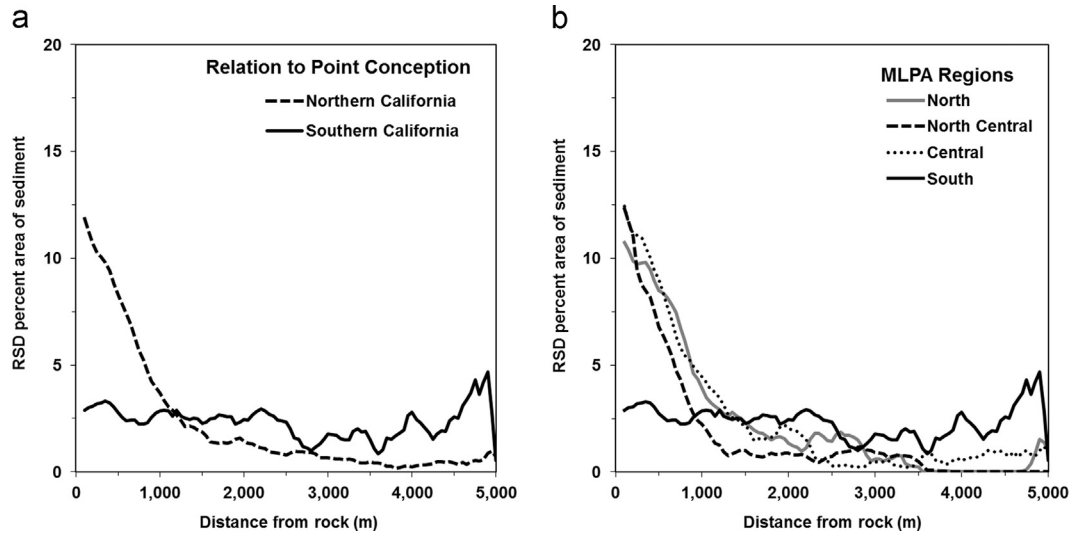 a
Relation to Point Conception
Northern California
Southern California
RSD percent area of sediment
20
15
10
5
0
0
1,000
2,000
3,000
4,000
5,000
Distance from rock (m)
b
MLPA Regions
North
North Central
Central
South
RSD percent area of sediment
20
15
10
5
0
0
1,000
2,000
3,000
4,000
5,000
Distance from rock (m)